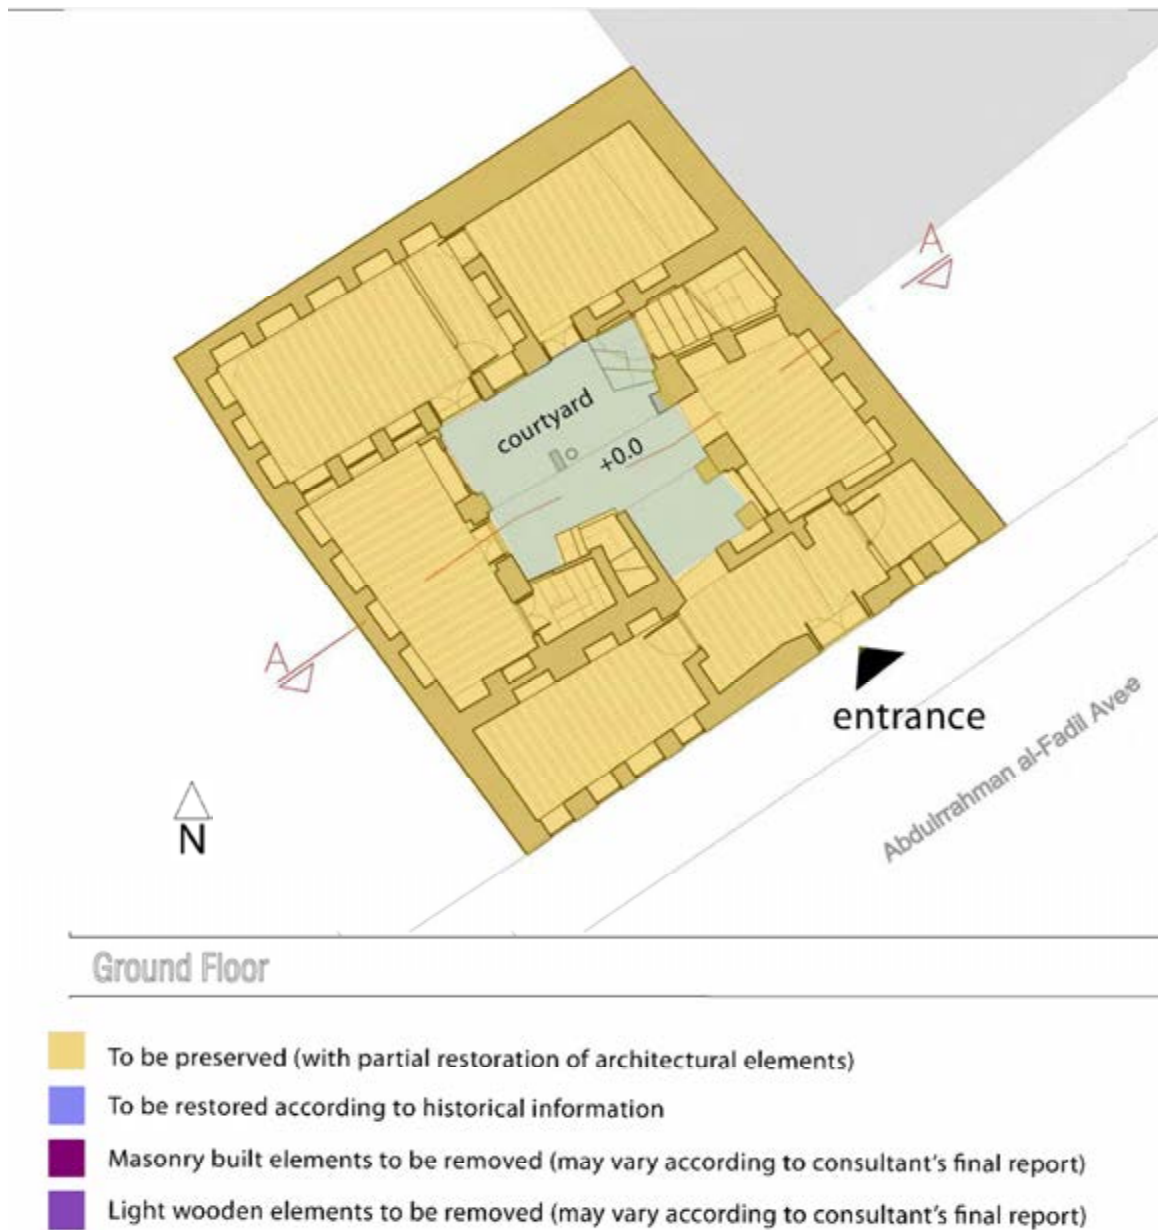 A
courtyard
+0.0
A
entrance
Abdulrrahman al-Fadil Avee
N
Ground Floor
To be preserved (with partial restoration of architectural elements)
To be restored according to historical information
Masonry built elements to be removed (may vary according to consultant's final report)
Light wooden elements to be removed (may vary according to consultant's final report)